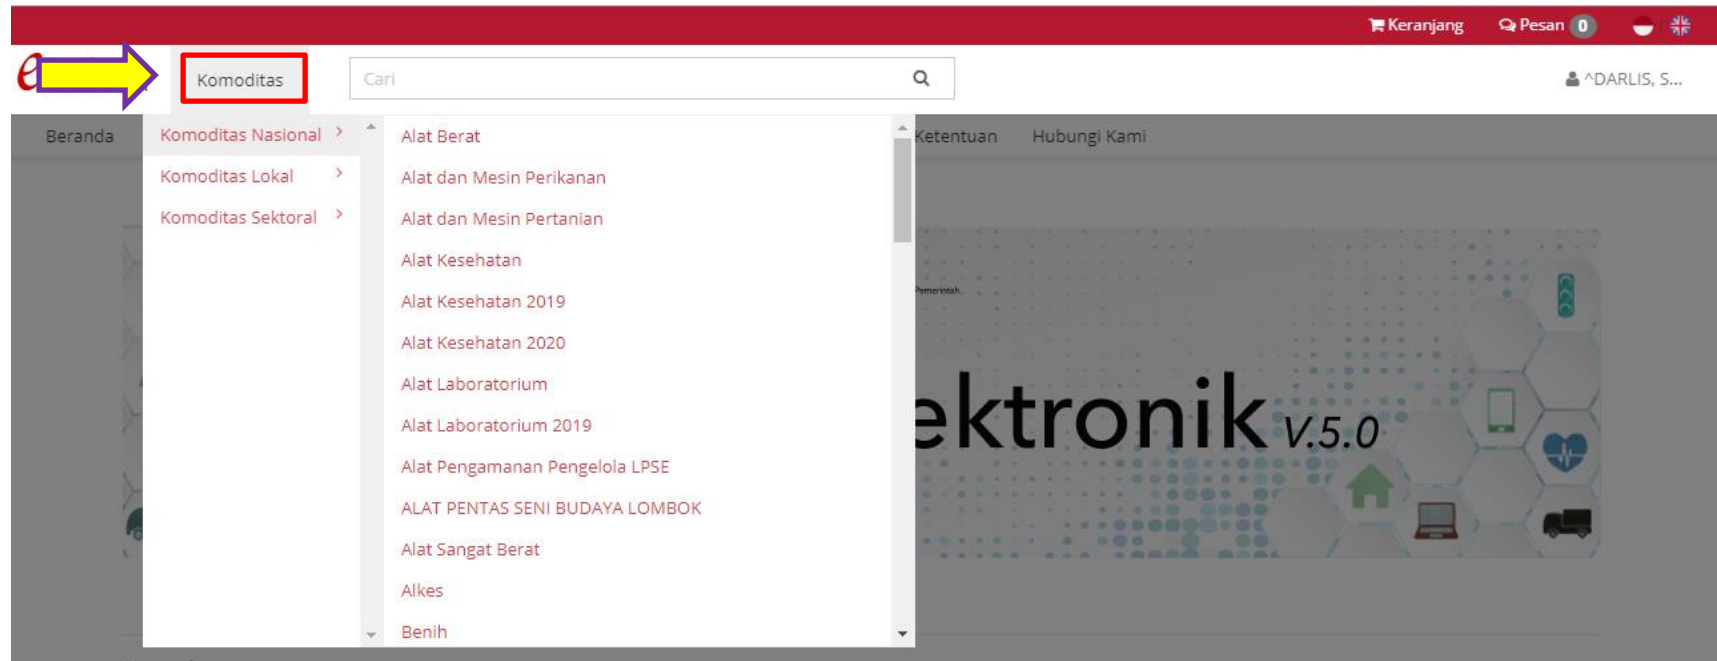 Keranjang Pesan 0
e
Komoditas
Cari
^DARLIS, S...
Beranda
Ketentuan Hubungi Kami
Komoditas Nasional
Komoditas Lokal
Komoditas Sektoral
Alat Berat
Alat dan Mesin Perikanan
Alat dan Mesin Pertanian
Alat Kesehatan
Alat Kesehatan 2019
Alat Kesehatan 2020
Alat Laboratorium
Alat Laboratorium 2019
Alat Pengamanan Pengelola LPSE
ALAT PENTAS SENI BUDAYA LOMBOK
Alat Sangat Berat
Alkes
Benih
Pemerintah.
ektronik V.5.0